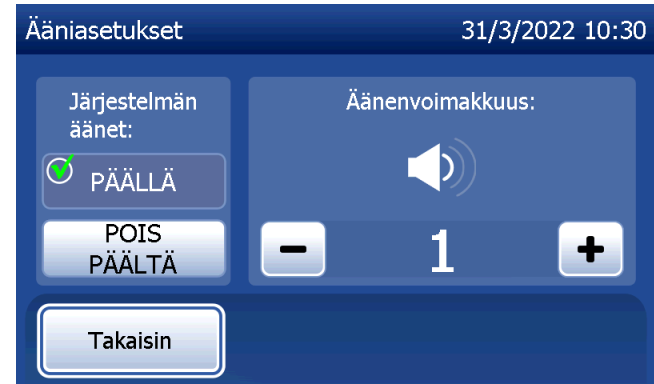 Ääniasetukset 31/3/2022 10:30
Järjestelmän
äänet:
PÄÄLLÄ
POIS
PÄÄLTÄ
Äänenvoimakkuus:
− 1 +
Takaisin